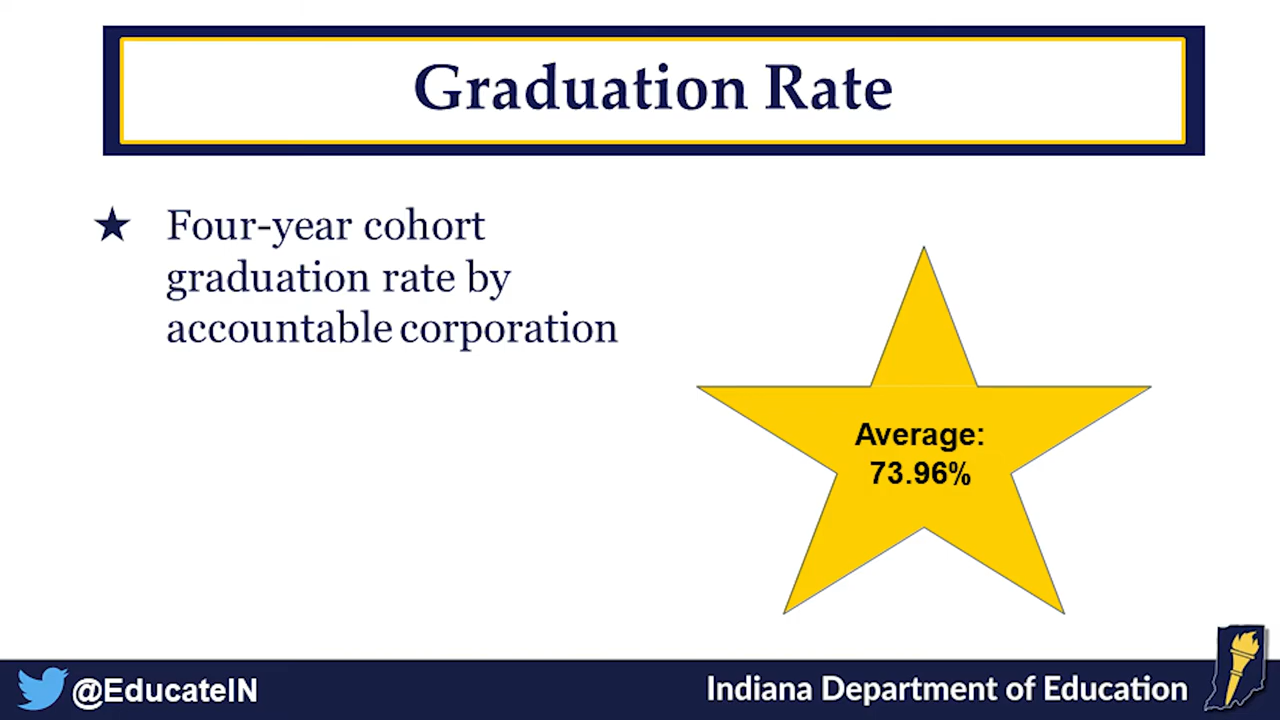 Graduation Rate
★ Four-year cohort
graduation rate by
accountable corporation
Average:
73.96%
@EducateIN
Indiana Department of Education